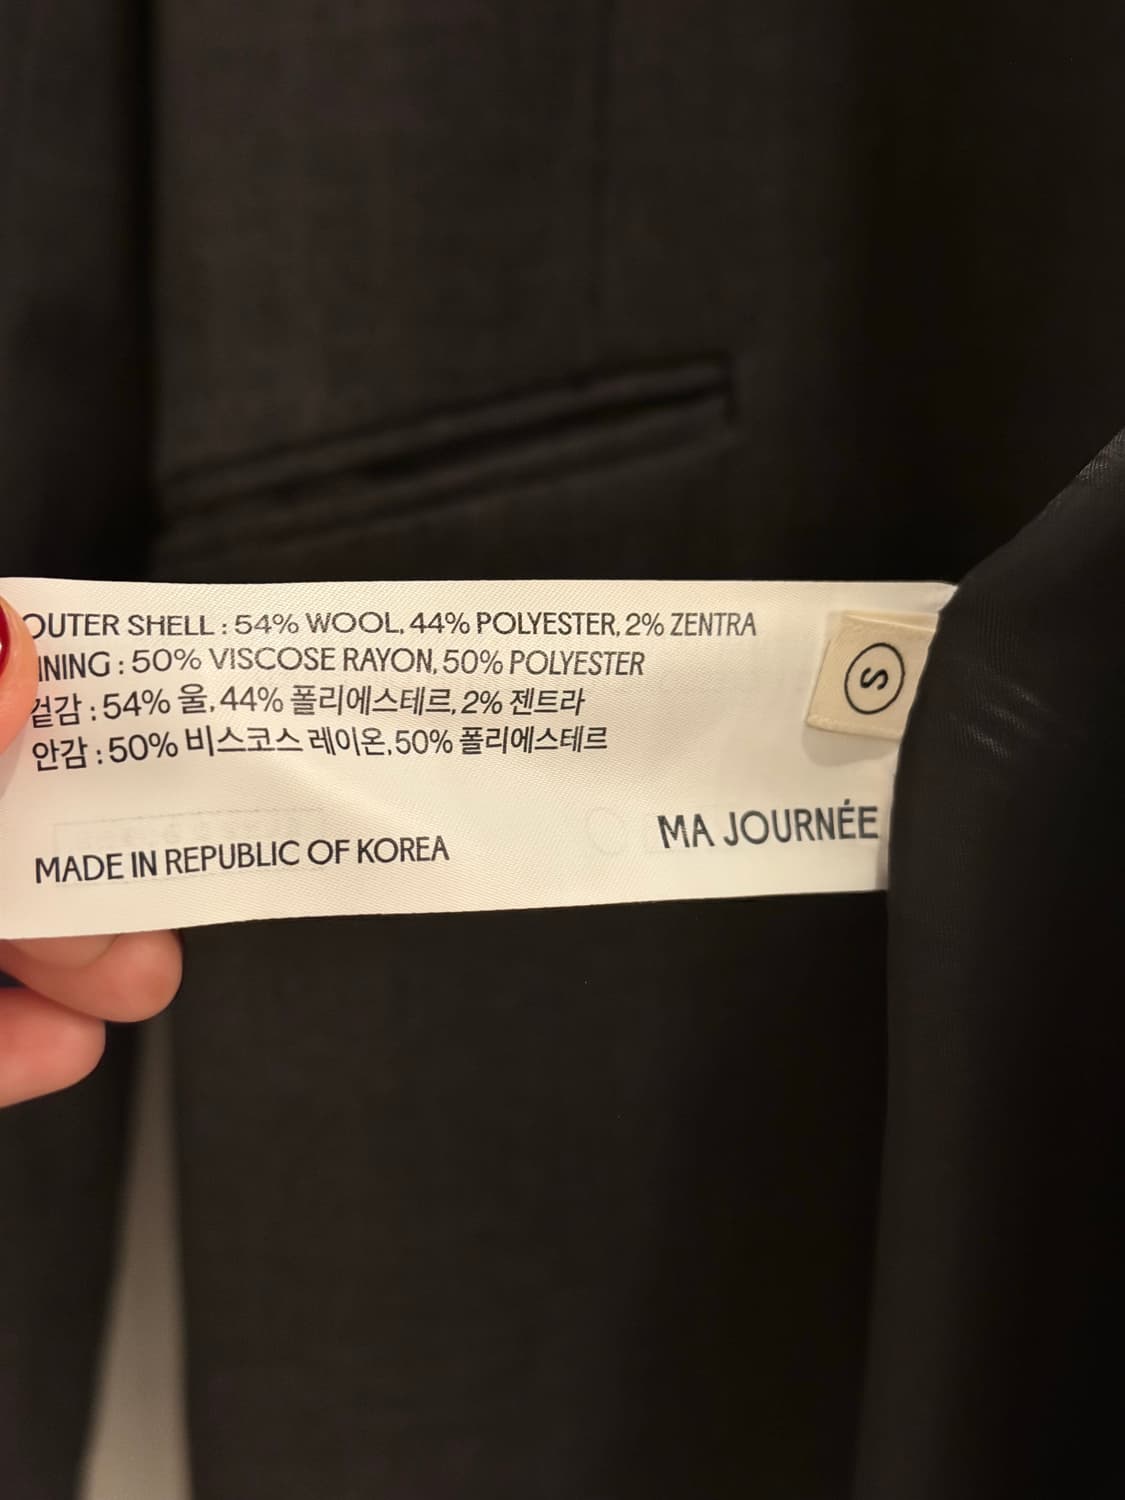 OUTER SHELL : 54% WOOL, 44% POLYESTER, 2% ZENTRA
INING : 50% VISCOSE RAYON, 50% POLYESTER
겉감 : 54% 울, 44% 폴리에스테르, 2% 젠트라
안감 : 50% 비스코스 레이온, 50% 폴리에스테르
S
MA JOURNÉE
MADE IN REPUBLIC OF KOREA